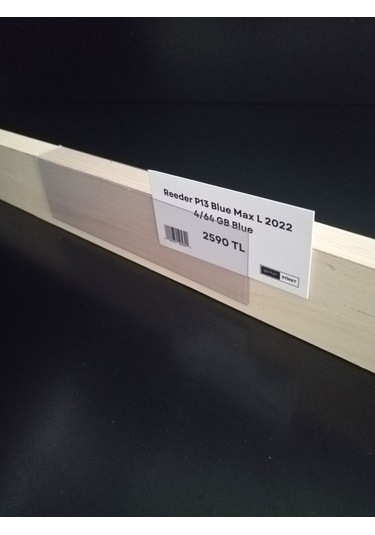 Reeder P13 Blue Max L 2022
4/64 GB Blue
2590 TL